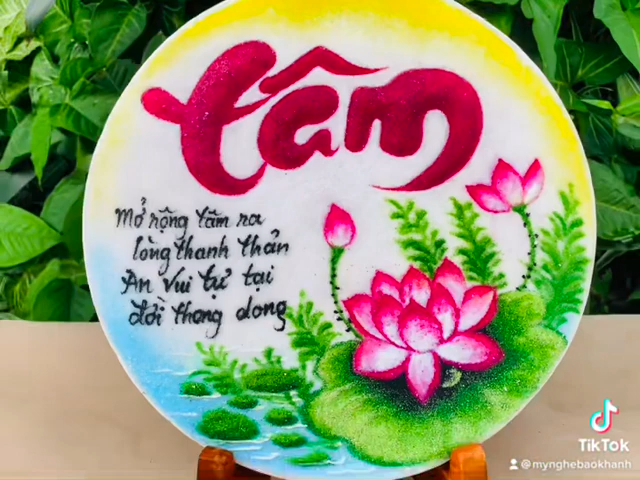 tâm
Mở rộng tâm ra
lòng thanh thản
An vui tự tại
đời thong dong
TikTok
@mynghebaokhanh